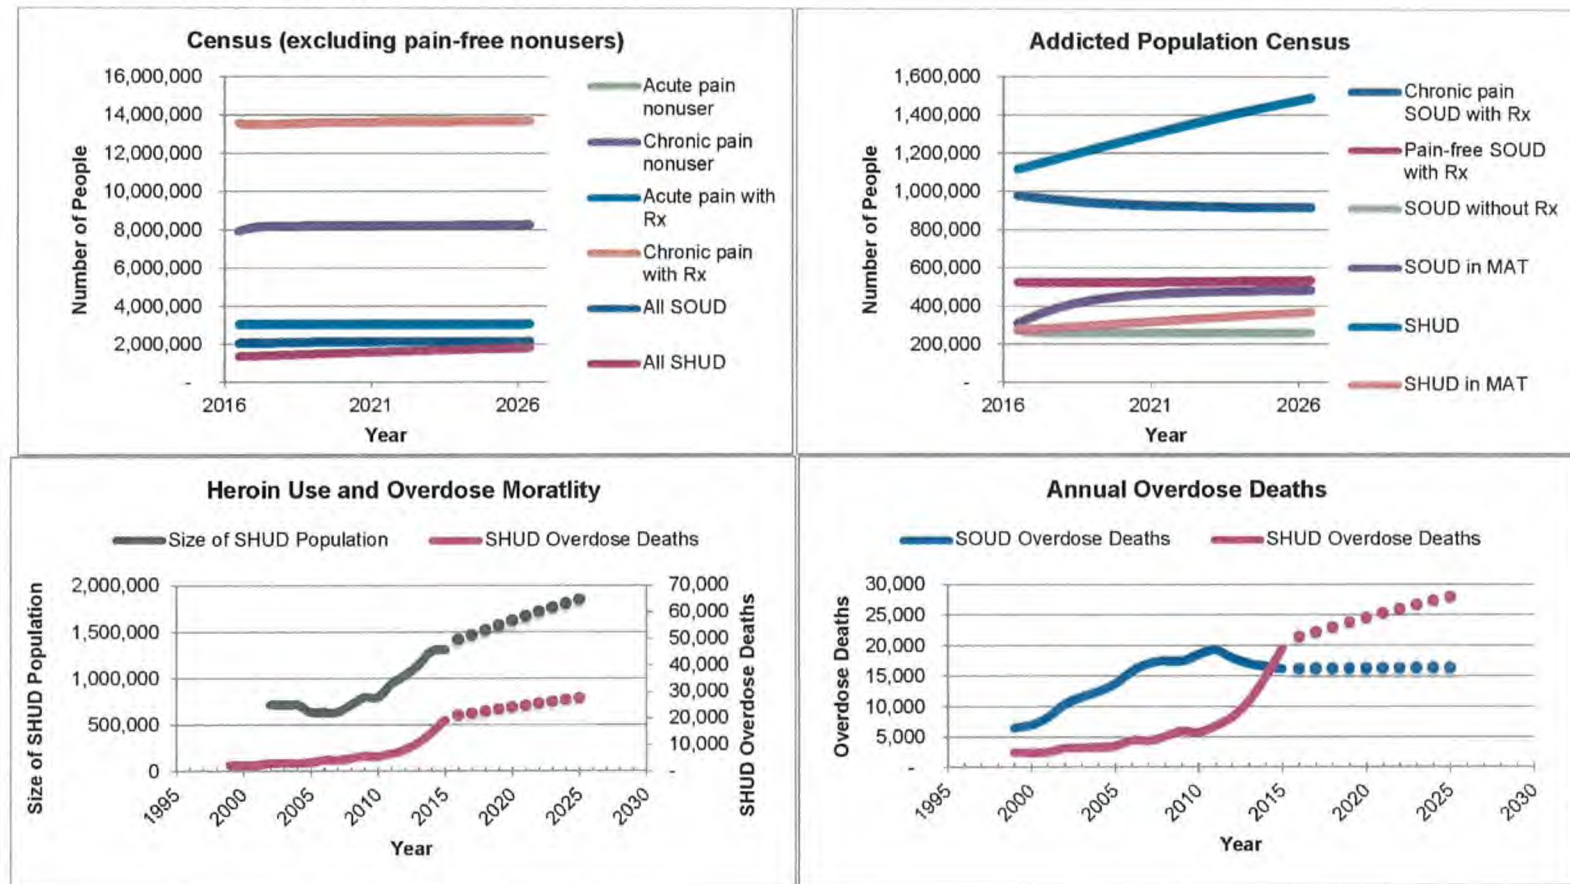 Census (excluding pain-free nonusers)
Number of People
16,000,000
14,000,000
12,000,000
10,000,000
8,000,000
6,000,000
4,000,000
2,000,000
-
2016
2021
2026
Year
Acute pain
nonuser
Chronic pain
nonuser
Acute pain with
Rx
Chronic pain
with Rx
All SOUD
All SHUD
Addicted Population Census
Number of People
1,600,000
1,400,000
1,200,000
1,000,000
800,000
600,000
400,000
200,000
-
2016
2021
2026
Year
Chronic pain
SOUD with Rx
Pain-free SOUD
with Rx
SOUD without Rx
SOUD in MAT
SHUD
SHUD in MAT
Heroin Use and Overdose Moratlity
Size of SHUD Population
SHUD Overdose Deaths
Size of SHUD Population
2,000,000
1,500,000
1,000,000
500,000
0
70,000
60,000
50,000
40,000
30,000
20,000
10,000
-
SHUD Overdose Deaths
1995
2000
2005
2010
2015
2020
2025
2030
Year
Annual Overdose Deaths
SOUD Overdose Deaths
SHUD Overdose Deaths
Overdose Deaths
30,000
25,000
20,000
15,000
10,000
5,000
-
1995
2000
2005
2010
2015
2020
2025
2030
Year